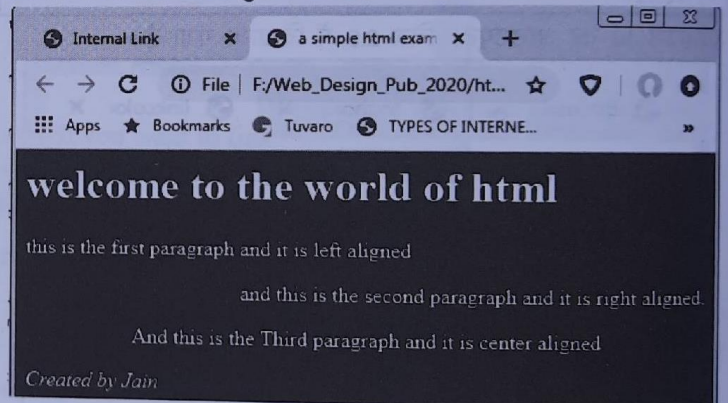 Internal Link × a simple html exam × +
File | F:/Web_Design_Pub_2020/ht...
Apps Bookmarks Tuvaro TYPES OF INTERNE... »
welcome to the world of html
this is the first paragraph and it is left aligned
and this is the second paragraph and it is right aligned.
And this is the Third paragraph and it is center aligned
Created by Jain